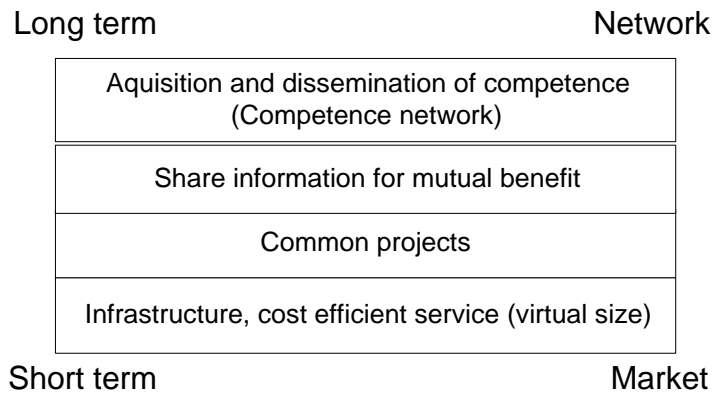 Long term Network
Aquisition and dissemination of competence
(Competence network)
Share information for mutual benefit
Common projects
Infrastructure, cost efficient service (virtual size)
Short term Market